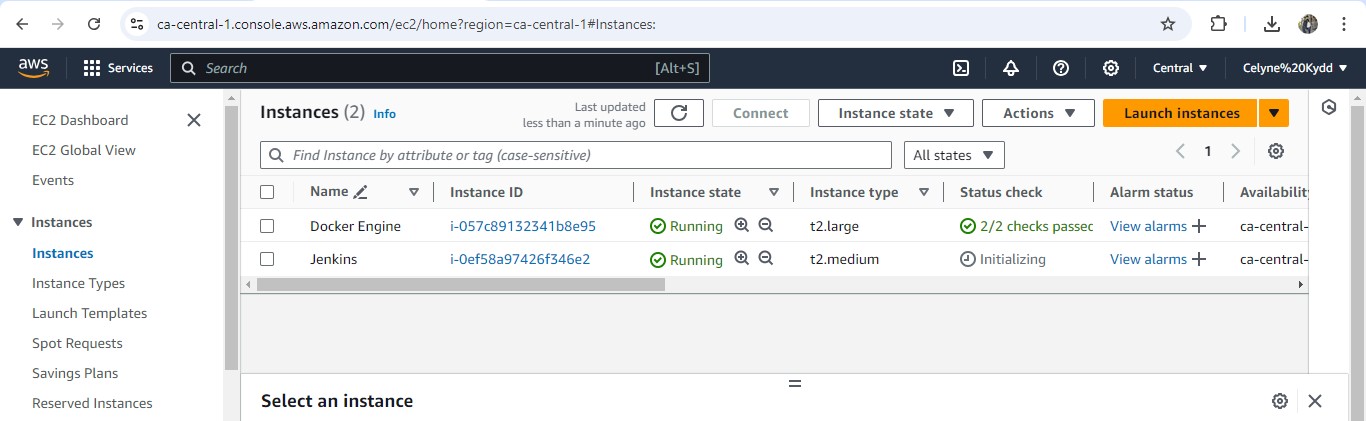 ca-central-1.console.aws.amazon.com/ec2/home?region=ca-central-1#Instances:
aws
Services
Search
[Alt+S]
Central
Celyne%20Kydd
EC2 Dashboard
EC2 Global View
Events
Instances
Instances
Instance Types
Launch Templates
Spot Requests
Savings Plans
Reserved Instances
Instances (2) Info
Last updated
less than a minute ago
Connect
Instance state
Actions
Launch instances
Find Instance by attribute or tag (case-sensitive)
All states
1
Name Instance ID Instance state Instance type Status check Alarm status Availability
Docker Engine i-057c89132341b8e95 Running t2.large 2/2 checks passec View alarms ca-central-
Jenkins i-0ef58a97426f346e2 Running t2.medium Initializing View alarms ca-central-
Select an instance